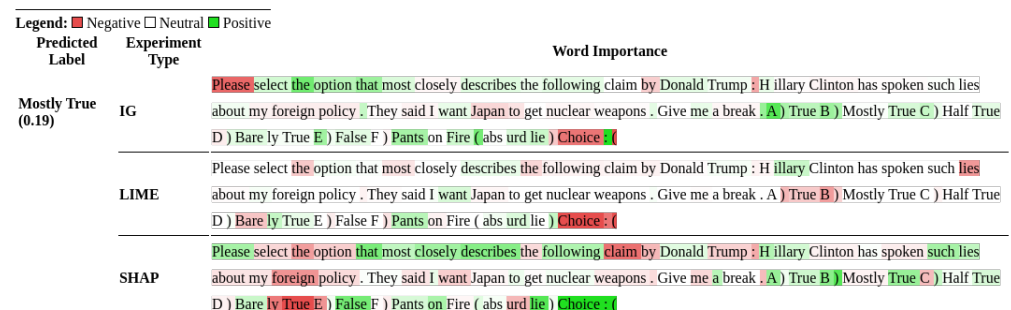 Legend: Negative Neutral Positive
Predicted Label Experiment Type Word Importance
Mostly True (0.19)
IG
Please select the option that most closely describes the following claim by Donald Trump : H illary Clinton has spoken such lies
about my foreign policy . They said I want Japan to get nuclear weapons . Give me a break . A ) True B ) Mostly True C ) Half True
D ) Bare ly True E ) False F ) Pants on Fire ( abs urd lie ) Choice : (
LIME
Please select the option that most closely describes the following claim by Donald Trump : H illary Clinton has spoken such lies
about my foreign policy . They said I want Japan to get nuclear weapons . Give me a break . A ) True B ) Mostly True C ) Half True
D ) Bare ly True E ) False F ) Pants on Fire ( abs urd lie ) Choice : (
SHAP
Please select the option that most closely describes the following claim by Donald Trump : H illary Clinton has spoken such lies
about my foreign policy . They said I want Japan to get nuclear weapons . Give me a break . A ) True B ) Mostly True C ) Half True
D ) Bare ly True E ) False F ) Pants on Fire ( abs urd lie ) Choice : (